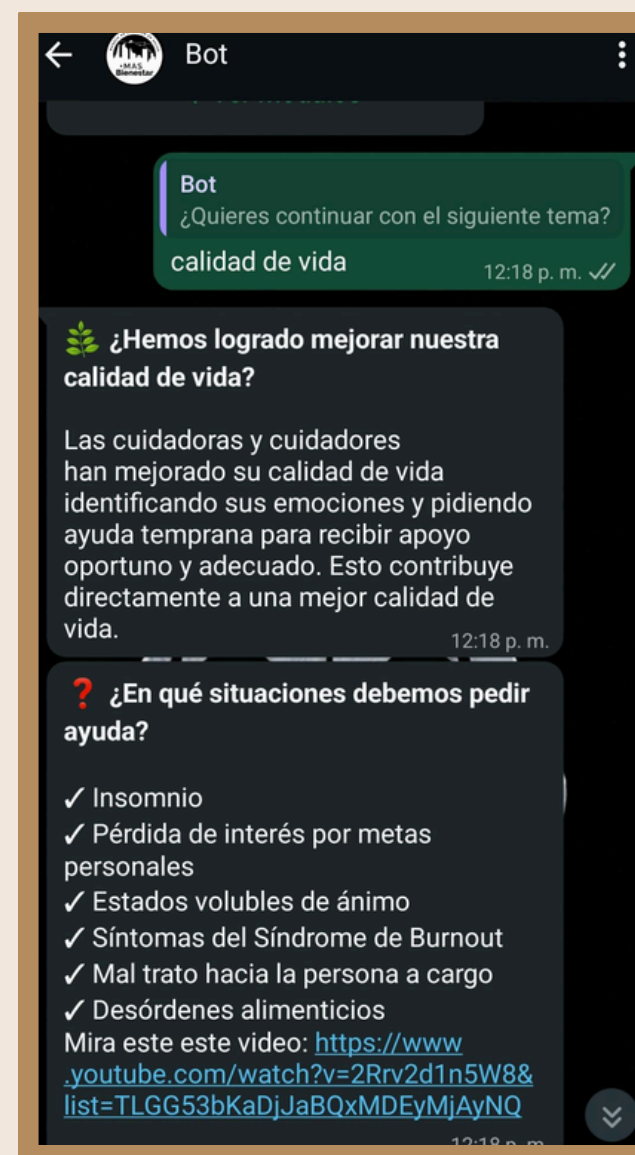 Bot
+MAS
Bienestar
Bot
¿Quieres continuar con el siguiente tema?
calidad de vida
12:18 p. m.
¿Hemos logrado mejorar nuestra
calidad de vida?
Las cuidadoras y cuidadores
han mejorado su calidad de vida
identificando sus emociones y pidiendo
ayuda temprana para recibir apoyo
oportuno y adecuado. Esto contribuye
directamente a una mejor calidad de
vida.
12:18 p. m.
¿En qué situaciones debemos pedir
ayuda?
✓ Insomnio
✓ Pérdida de interés por metas
personales
✓ Estados volubles de ánimo
✓ Síntomas del Síndrome de Burnout
✓ Mal trato hacia la persona a cargo
✓ Desórdenes alimenticios
Mira este este video: https://www
.youtube.com/watch?v=2Rrv2d1n5W8&
list=TLGG53bKaDjJaBQxMDEyMjAyNQ
12:18 p. m.